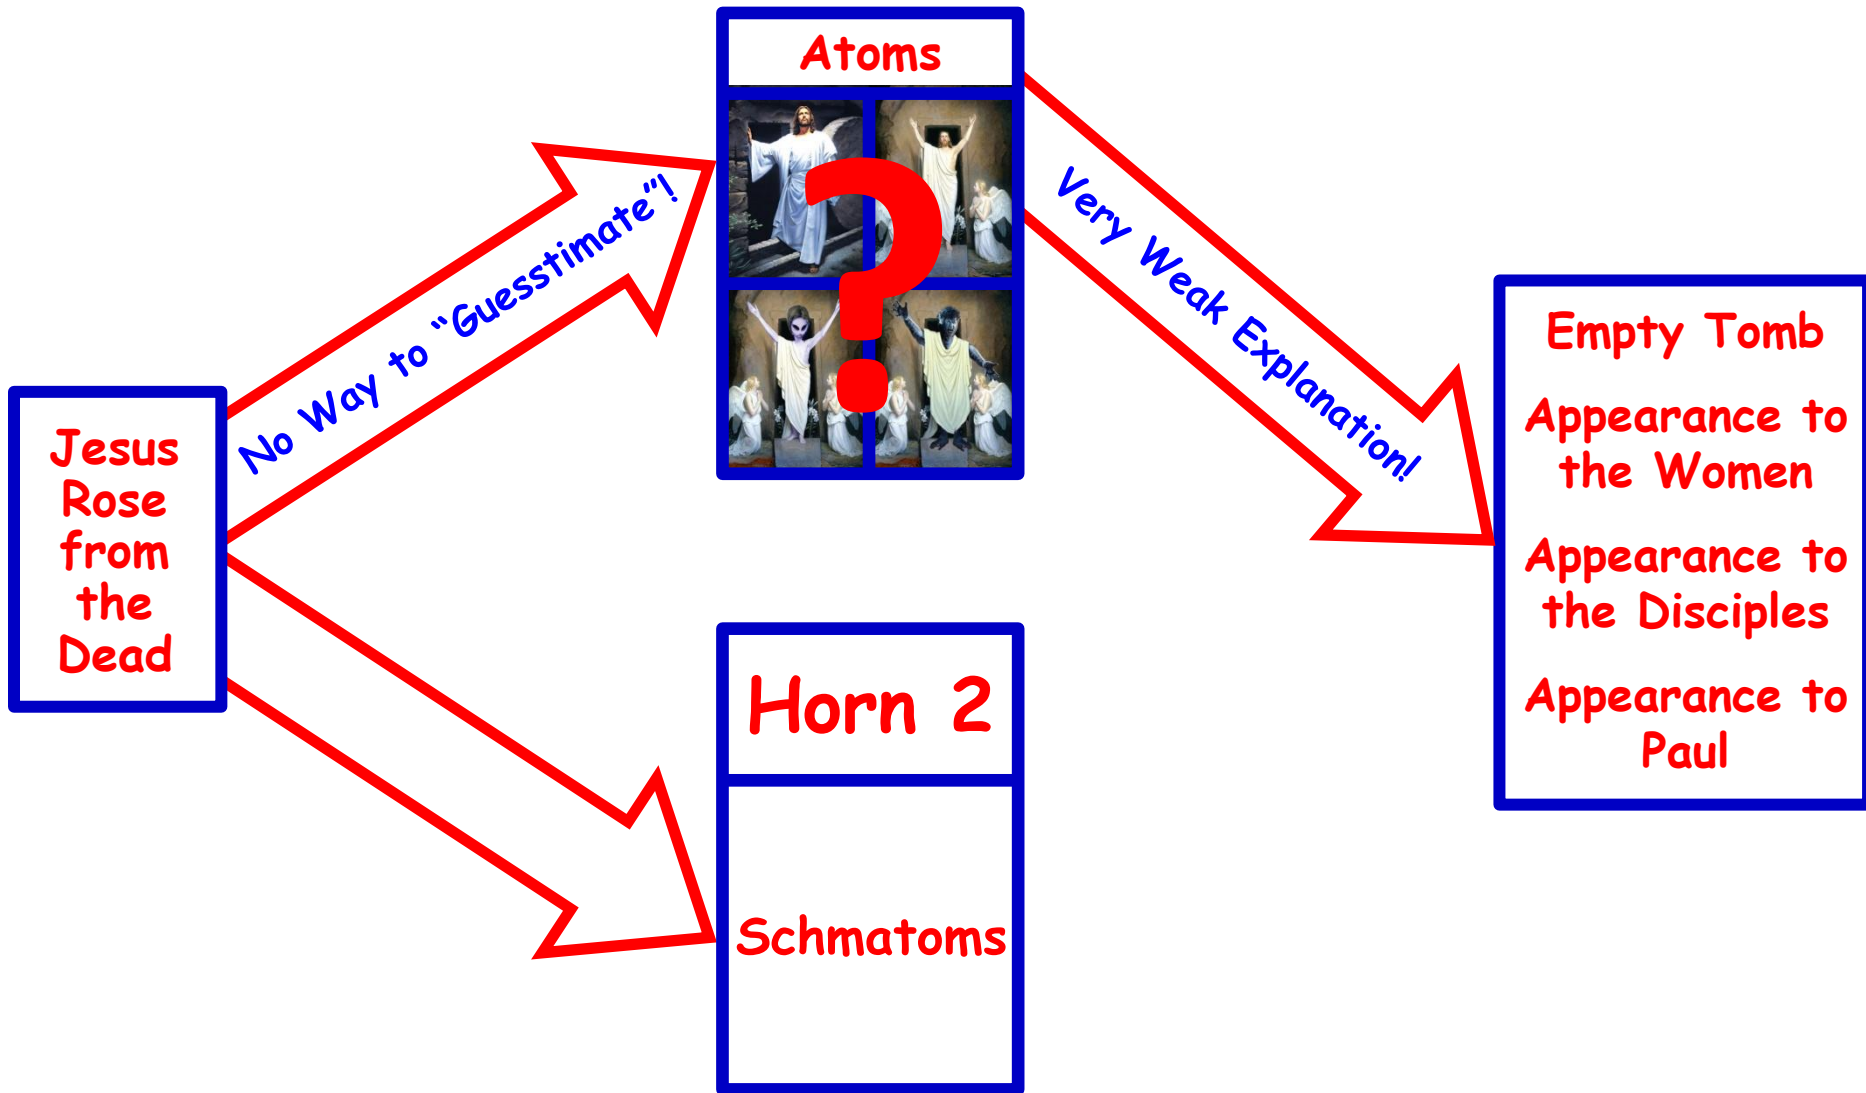 Jesus
Rose
from
the
Dead
No Way to “Guesstimate”!
Atoms
?
Very Weak Explanation!
Horn 2
Schmatoms
Empty Tomb
Appearance to
the Women
Appearance to
the Disciples
Appearance to
Paul